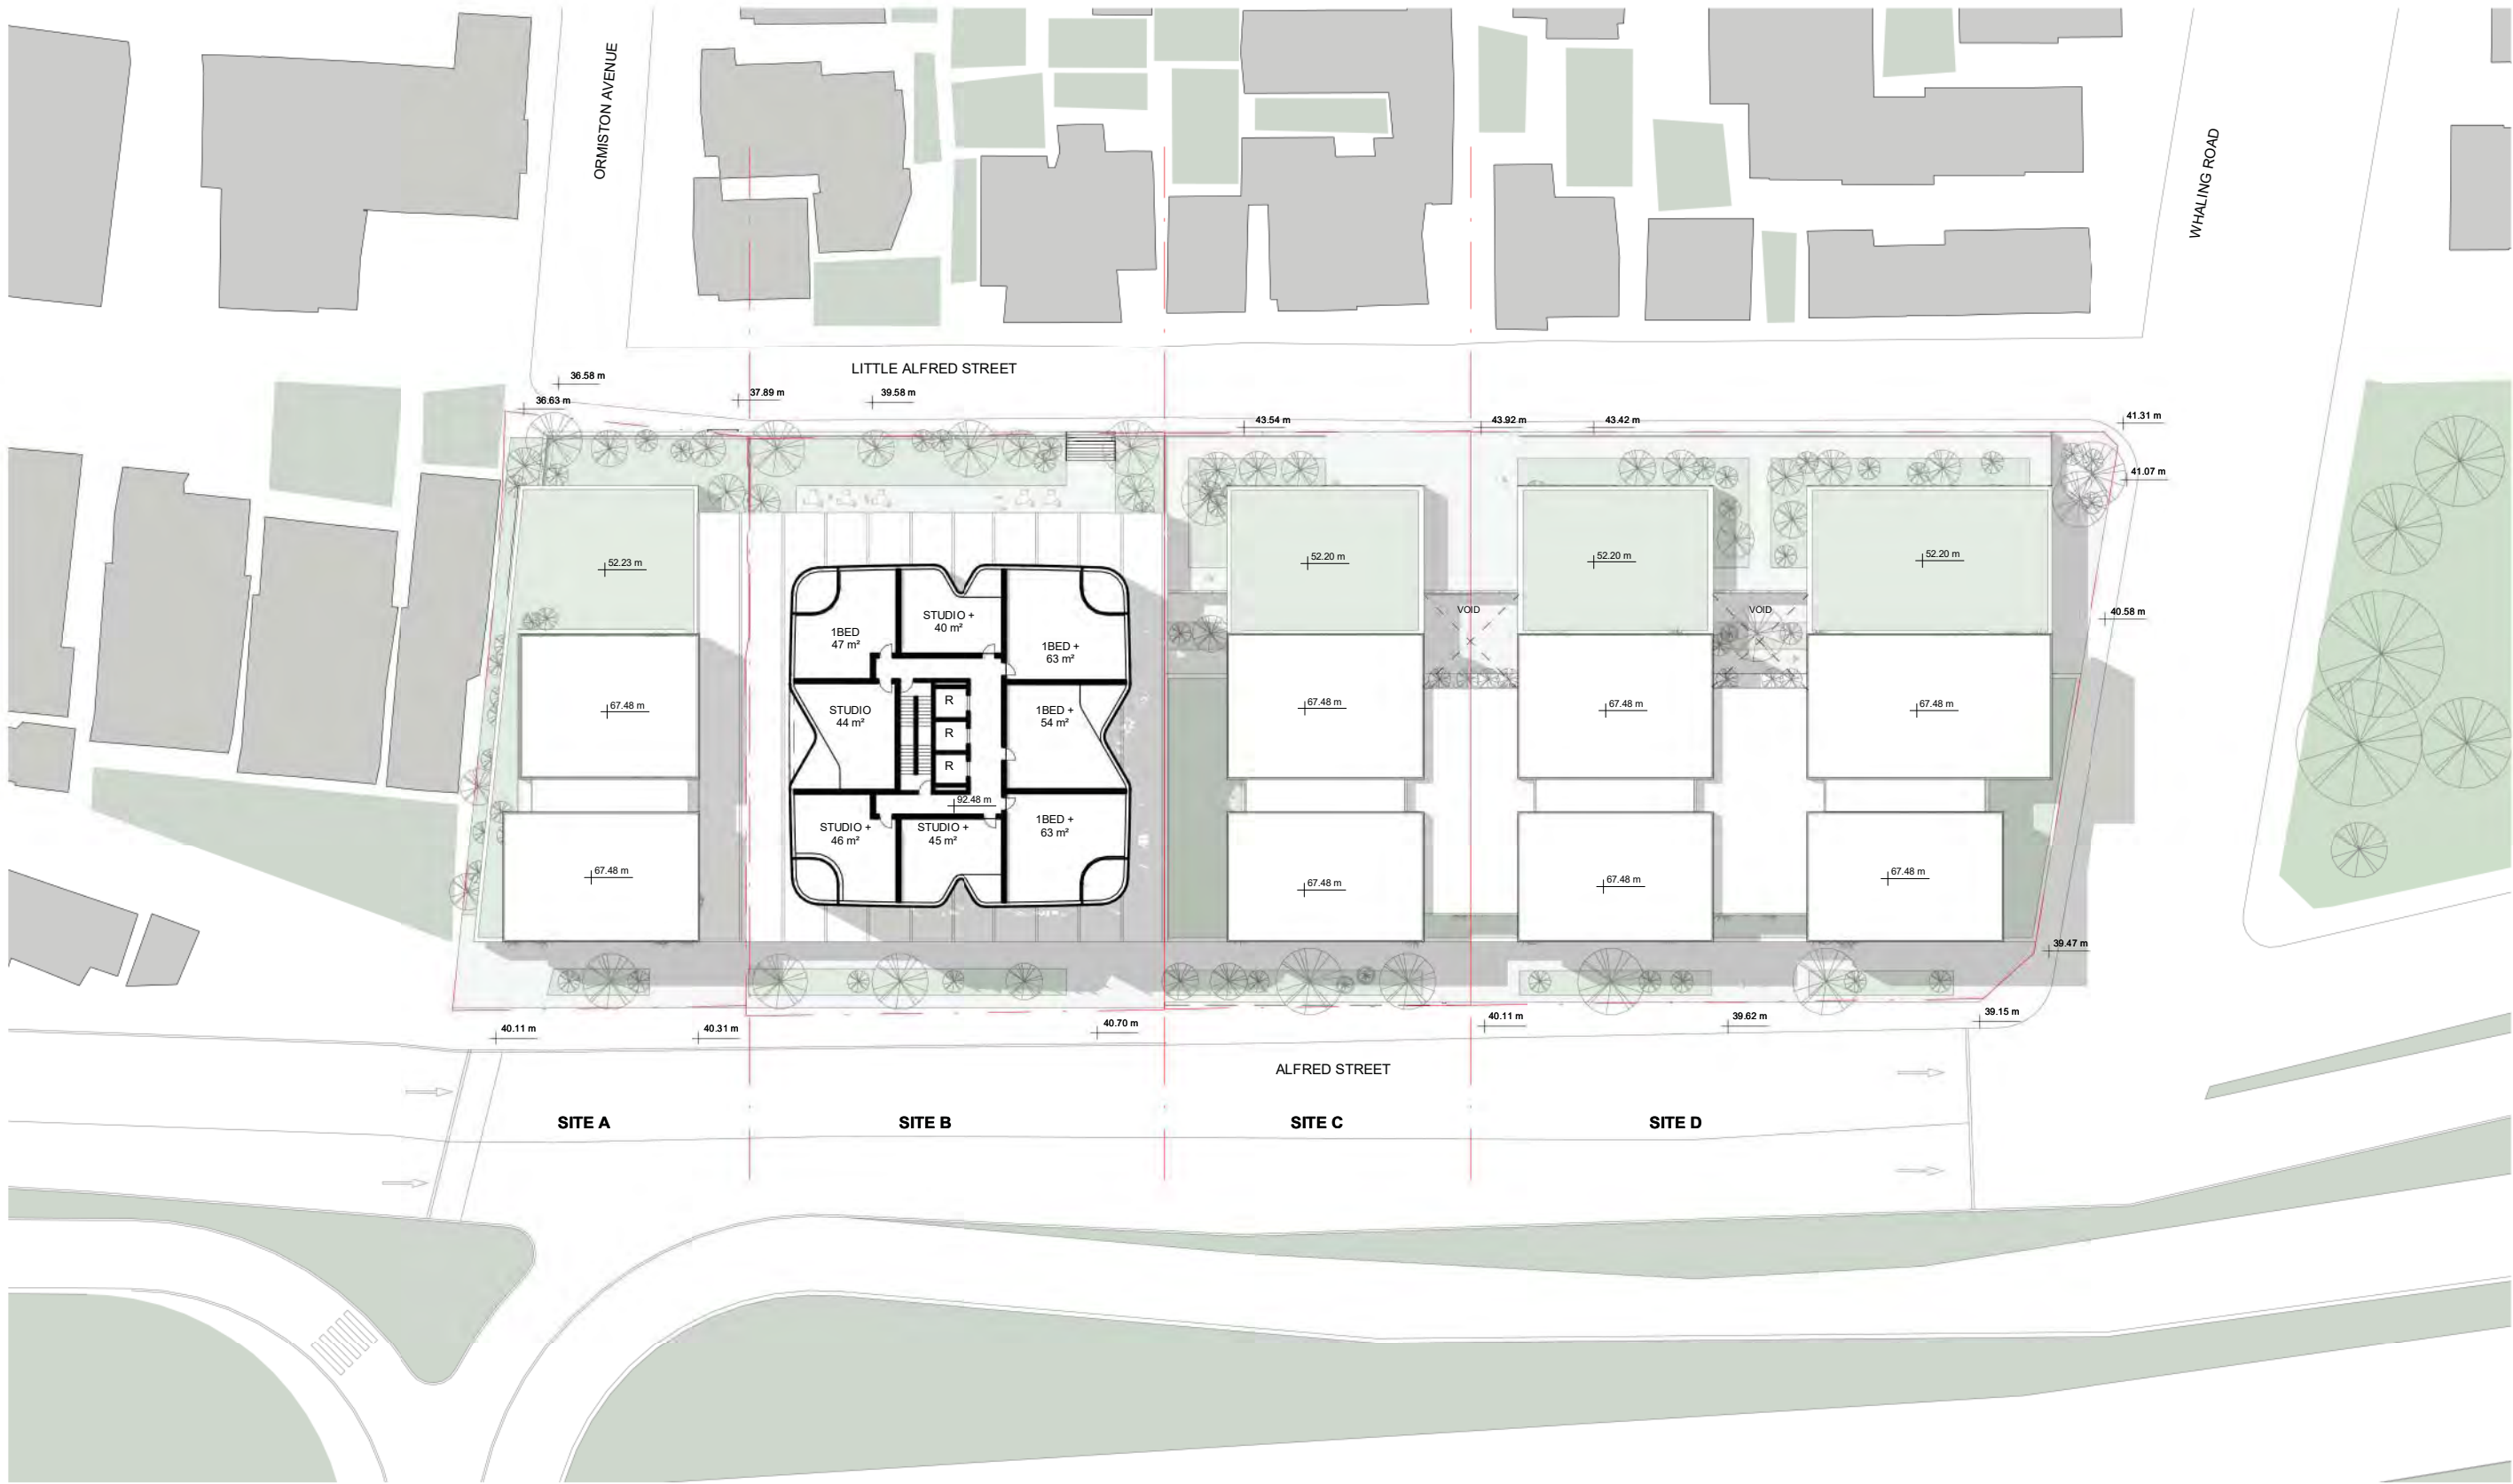 ORMISTON AVENUE
WHALING ROAD
LITTLE ALFRED STREET
36.58 m
36.63 m
37.89 m
39.58 m
43.54 m
43.92 m
43.42 m
41.31 m
41.07 m
40.58 m
39.47 m
39.15 m
52.23 m
52.20 m
52.20 m
52.20 m
VOID
VOID
1BED
47 m²
STUDIO +
40 m²
1BED +
63 m²
STUDIO
44 m²
R
R
R
1BED +
54 m²
92.48 m
STUDIO +
46 m²
STUDIO +
45 m²
1BED +
63 m²
67.48 m
67.48 m
67.48 m
67.48 m
67.48 m
67.48 m
67.48 m
67.48 m
40.11 m
40.31 m
40.70 m
40.11 m
39.62 m
ALFRED STREET
SITE A
SITE B
SITE C
SITE D